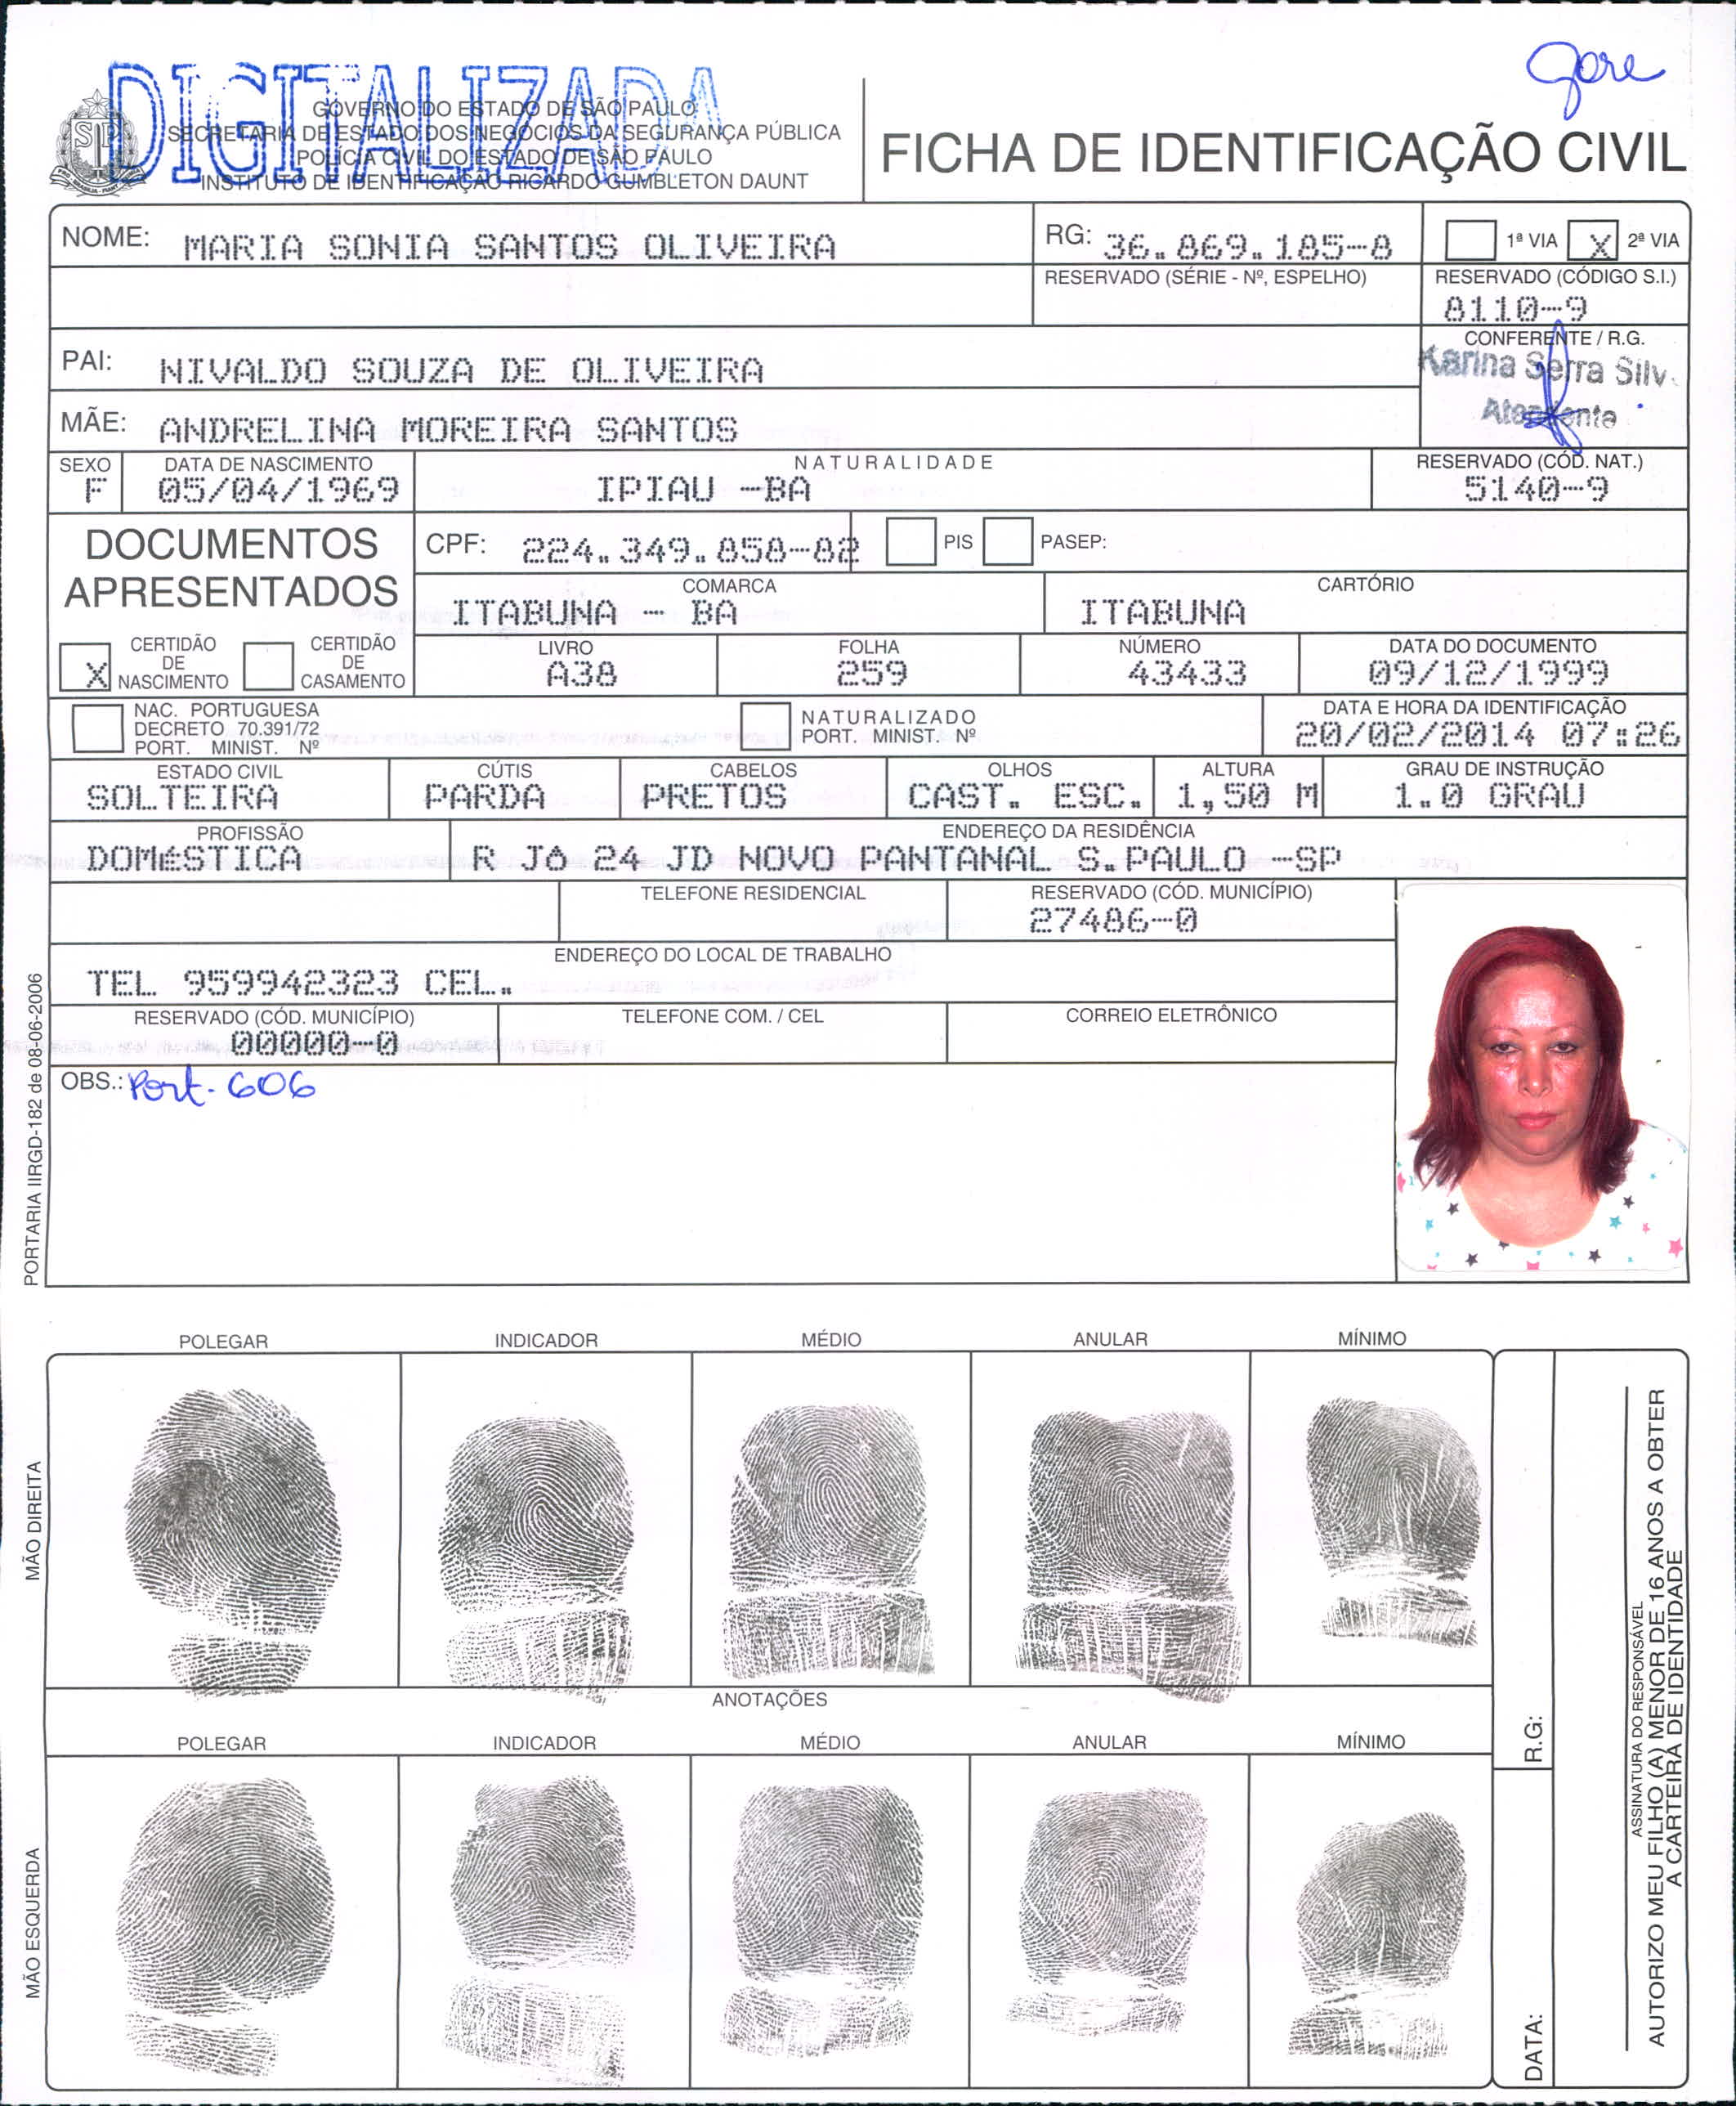 Gore
DIGITALIZADA
GOVERNO DO ESTADO DE SÃO PAULO
SECRETARIA DE ESTADO DOS NEGÓCIOS DA SEGURANÇA PÚBLICA
POLÍCIA CIVIL DO ESTADO DE SÃO PAULO
INSTITUTO DE IDENTIFICAÇÃO RICARDO GUMBLETON DAUNT
FICHA DE IDENTIFICAÇÃO CIVIL
NOME: MARIA SONIA SANTOS OLIVEIRA
RG: 36.869.185-8
1ª VIA X 2ª VIA
RESERVADO (SÉRIE - Nº, ESPELHO)
RESERVADO (CÓDIGO S.I.)
8110-9
PAI: NIVALDO SOUZA DE OLIVEIRA
CONFERENTE / R.G.
Karina Serra Silv
Atendente
MÃE: ANDRELINA MOREIRA SANTOS
SEXO
F
DATA DE NASCIMENTO
05/04/1969
NATURALIDADE
IPIAU -BA
RESERVADO (CÓD. NAT.)
5140-9
DOCUMENTOS
APRESENTADOS
CPF: 224.349.858-82
PIS
PASEP:
COMARCA
ITABUNA - BA
CARTÓRIO
ITABUNA
X CERTIDÃO
DE
NASCIMENTO
CERTIDÃO
DE
CASAMENTO
LIVRO
A38
FOLHA
259
NÚMERO
43433
DATA DO DOCUMENTO
09/12/1999
NAC. PORTUGUESA
DECRETO 70.391/72
PORT. MINIST. Nº
NATURALIZADO
PORT. MINIST. Nº
DATA E HORA DA IDENTIFICAÇÃO
20/02/2014 07:26
ESTADO CIVIL
SOLTEIRA
CÚTIS
PARDA
CABELOS
PRETOS
OLHOS
CAST. ESC.
ALTURA
1,50 M
GRAU DE INSTRUÇÃO
1.0 GRAU
PROFISSÃO
DOMÉSTICA
ENDEREÇO DA RESIDÊNCIA
R JÔ 24 JD NOVO PANTANAL S.PAULO -SP
TELEFONE RESIDENCIAL
RESERVADO (CÓD. MUNICÍPIO)
27486-0
ENDEREÇO DO LOCAL DE TRABALHO
TEL 959942323 CEL.
RESERVADO (CÓD. MUNICÍPIO)
00000-0
TELEFONE COM. / CEL
CORREIO ELETRÔNICO
OBS.: Port. 606
PORTARIA IIRGD-182 de 08-06-2006
POLEGAR INDICADOR MÉDIO ANULAR MÍNIMO
MÃO DIREITA
ANOTAÇÕES
POLEGAR INDICADOR MÉDIO ANULAR MÍNIMO
MÃO ESQUERDA
R.G:
DATA:
ASSINATURA DO RESPONSÁVEL
AUTORIZO MEU FILHO (A) MENOR DE 16 ANOS A OBTER
A CARTEIRA DE IDENTIDADE